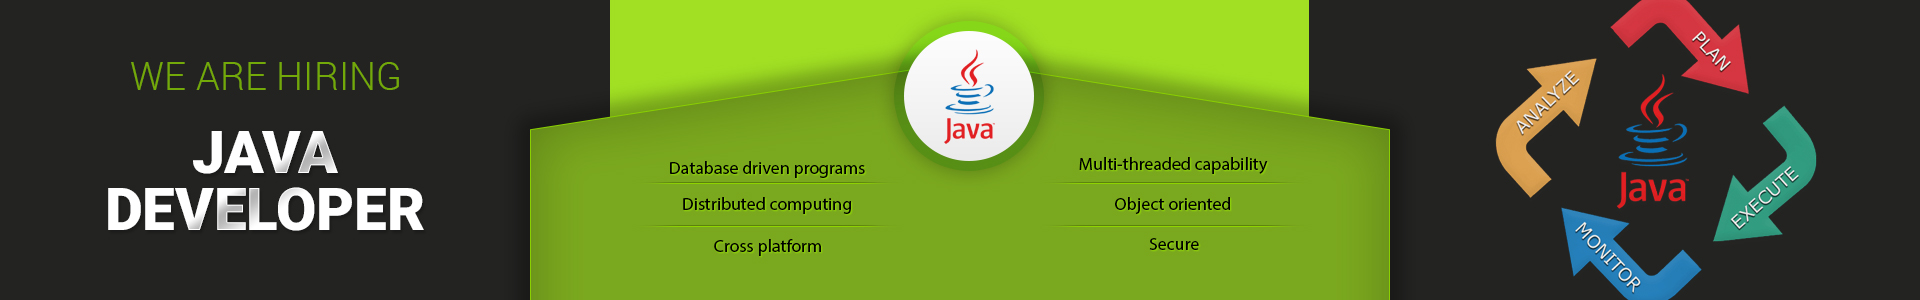 WE ARE HIRING
JAVA
DEVELOPER
Java
Database driven programs
Distributed computing
Cross platform
Multi-threaded capability
Object oriented
Secure
PLAN
EXECUTE
MONITOR
ANALYZE
Java